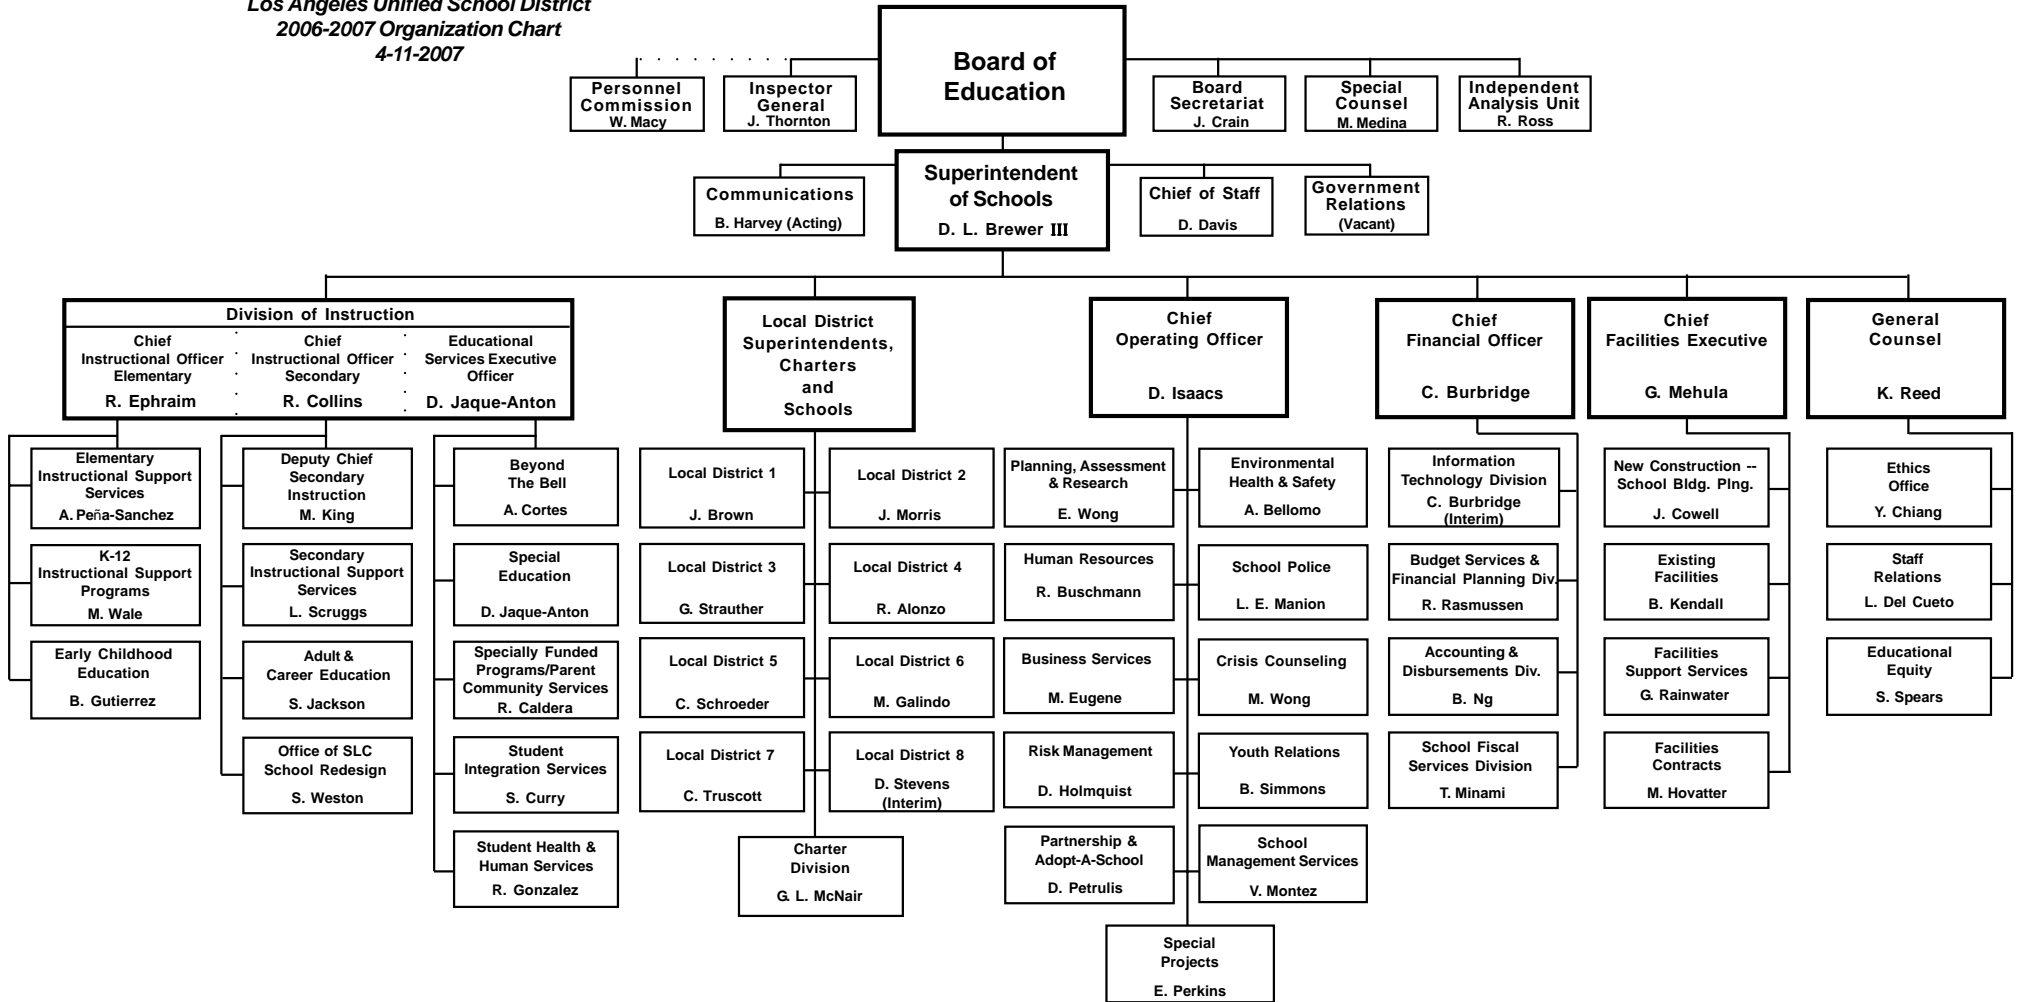 Los Angeles Unified School District
2006-2007 Organization Chart
4-11-2007
Board of
Education
Personnel
Commission
W. Macy
Inspector
General
J. Thornton
Board
Secretariat
J. Crain
Special
Counsel
M. Medina
Independent
Analysis Unit
R. Ross
Superintendent
of Schools
D. L. Brewer III
Communications
B. Harvey (Acting)
Chief of Staff
D. Davis
Government
Relations
(Vacant)
Division of Instruction
Chief
Instructional Officer
Elementary
R. Ephraim
Chief
Instructional Officer
Secondary
R. Collins
Educational
Services Executive
Officer
D. Jaque-Anton
Local District
Superintendents,
Charters
and
Schools
Chief
Operating Officer
D. Isaacs
Chief
Financial Officer
C. Burbridge
Chief
Facilities Executive
G. Mehula
General
Counsel
K. Reed
Elementary
Instructional Support
Services
A. Peña-Sanchez
K-12
Instructional Support
Programs
M. Wale
Early Childhood
Education
B. Gutierrez
Deputy Chief
Secondary
Instruction
M. King
Secondary
Instructional Support
Services
L. Scruggs
Adult &
Career Education
S. Jackson
Office of SLC
School Redesign
S. Weston
Beyond
The Bell
A. Cortes
Special
Education
D. Jaque-Anton
Specially Funded
Programs/Parent
Community Services
R. Caldera
Student
Integration Services
S. Curry
Student Health &
Human Services
R. Gonzalez
Local District 1
J. Brown
Local District 2
J. Morris
Local District 3
G. Strauther
Local District 4
R. Alonzo
Local District 5
C. Schroeder
Local District 6
M. Galindo
Local District 7
C. Truscott
Local District 8
D. Stevens
(Interim)
Charter
Division
G. L. McNair
Planning, Assessment
& Research
E. Wong
Environmental
Health & Safety
A. Bellomo
Human Resources
R. Buschmann
School Police
L. E. Manion
Business Services
M. Eugene
Crisis Counseling
M. Wong
Risk Management
D. Holmquist
Youth Relations
B. Simmons
Partnership &
Adopt-A-School
D. Petrulis
School
Management Services
V. Montez
Special
Projects
E. Perkins
Information
Technology Division
C. Burbridge
(Interim)
Budget Services &
Financial Planning Div.
R. Rasmussen
Accounting &
Disbursements Div.
B. Ng
School Fiscal
Services Division
T. Minami
New Construction --
School Bldg. Plng.
J. Cowell
Existing
Facilities
B. Kendall
Facilities
Support Services
G. Rainwater
Facilities
Contracts
M. Hovatter
Ethics
Office
Y. Chiang
Staff
Relations
L. Del Cueto
Educational
Equity
S. Spears